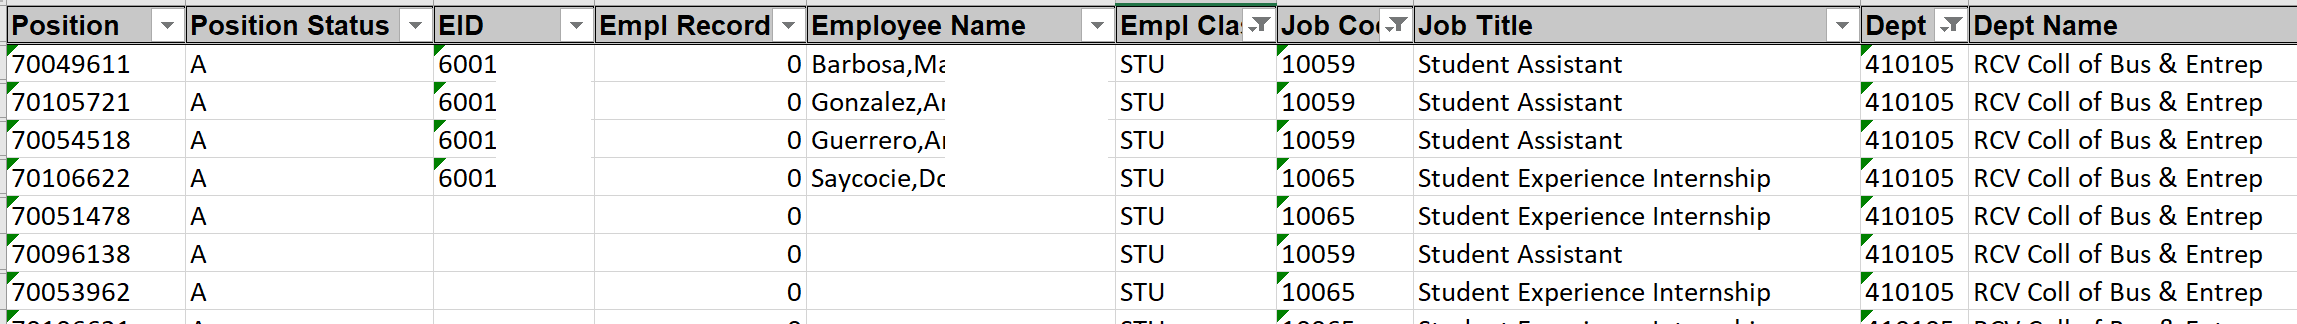 Position Position Status EID Empl Record Employee Name Empl Clas Job Co Job Title Dept Dept Name
70049611 A 6001 0 Barbosa,Ma STU 10059 Student Assistant 410105 RCV Coll of Bus & Entrep
70105721 A 6001 0 Gonzalez,Ar STU 10059 Student Assistant 410105 RCV Coll of Bus & Entrep
70054518 A 6001 0 Guerrero,Ar STU 10059 Student Assistant 410105 RCV Coll of Bus & Entrep
70106622 A 6001 0 Saycocie,Do STU 10065 Student Experience Internship 410105 RCV Coll of Bus & Entrep
70051478 A 0 STU 10065 Student Experience Internship 410105 RCV Coll of Bus & Entrep
70096138 A 0 STU 10059 Student Assistant 410105 RCV Coll of Bus & Entrep
70053962 A 0 STU 10065 Student Experience Internship 410105 RCV Coll of Bus & Entrep